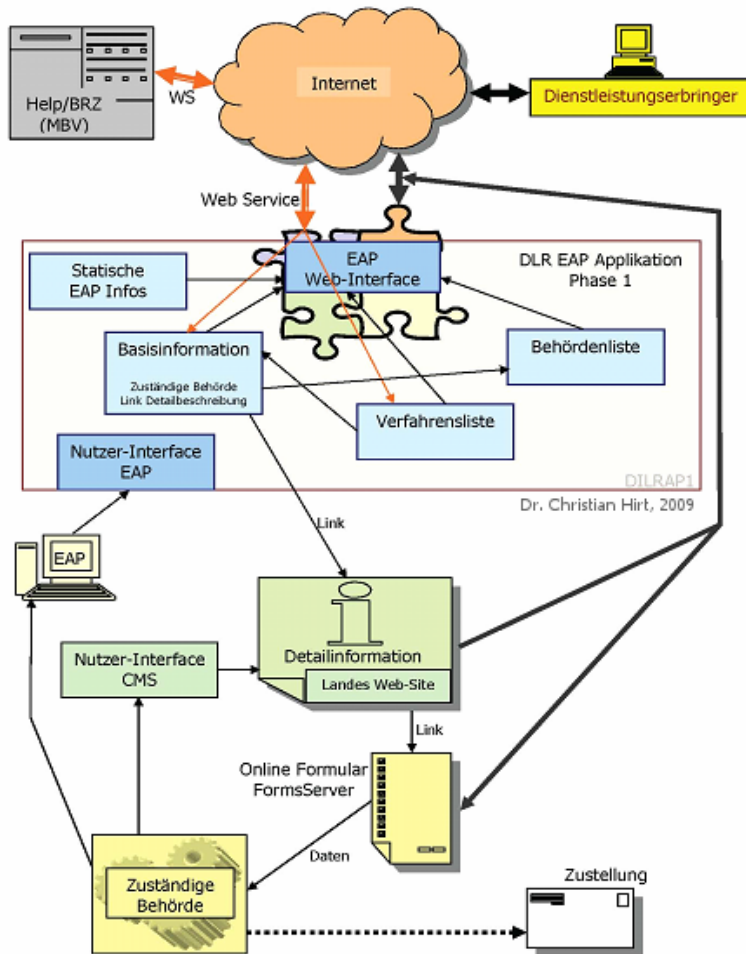 Internet
Help/BRZ
(MBV)
WS
Dienstleistungserbringer
Web Service
EAP
Web-Interface
DLR EAP Applikation
Phase 1
Statische
EAP Infos
Basisinformation
Zuständige Behörde
Link Detailbeschreibung
Behördenliste
Verfahrensliste
Nutzer-Interface
EAP
DILRAP1
Dr. Christian Hirt, 2009
Link
EAP
Detailinformation
Landes Web-Site
Nutzer-Interface
CMS
Link
Online Formular
FormsServer
Daten
Zuständige
Behörde
Zustellung